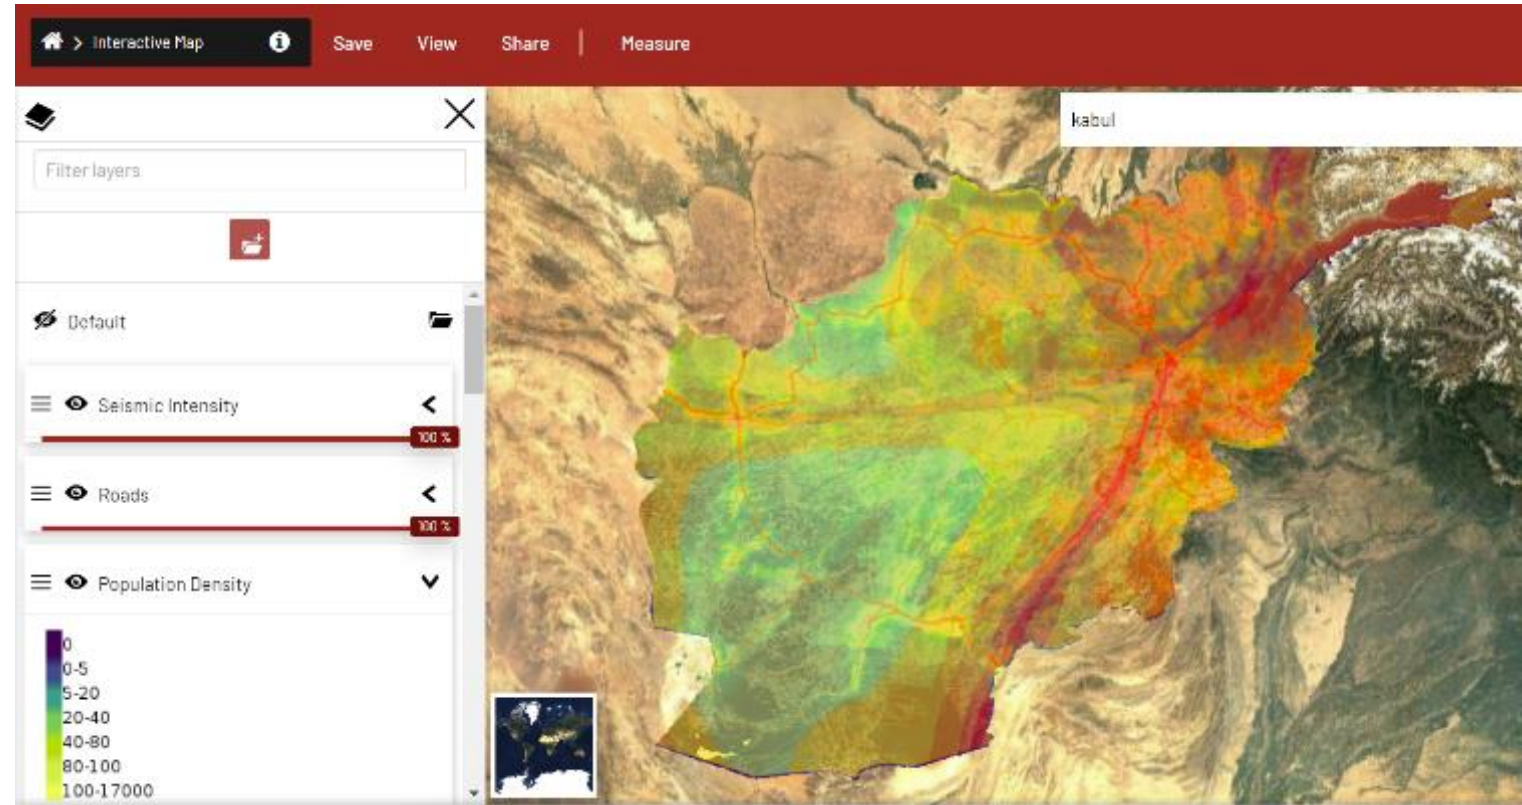 Interactive Map
Save
View
Share
Measure
Filter layers
kabul
Default
Seismic Intensity
100 %
Roads
100 %
Population Density
0
0-5
5-20
20-40
40-80
80-100
100-17000